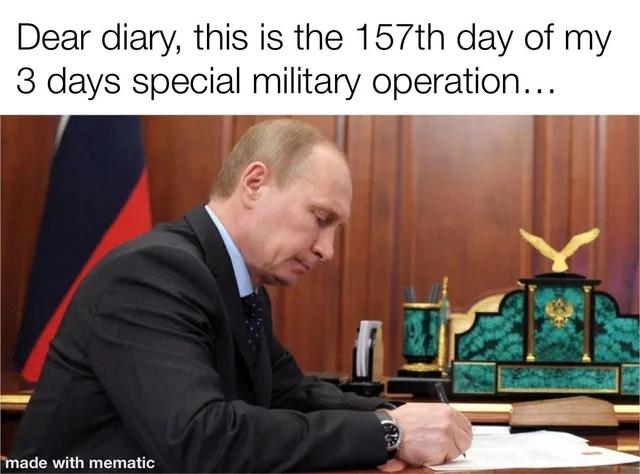 Dear diary, this is the 157th day of my
3 days special military operation...
made with mematic